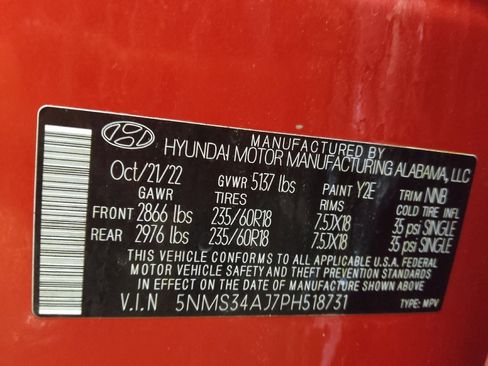 MANUFACTURED BY
HYUNDAI MOTOR MANUFACTURING ALABAMA, LLC
Oct/21/22 GVWR 5137 lbs PAINT Y2E TRIM NNB
GAWR TIRES RIMS COLD TIRE INFL
FRONT 2866 lbs 235/60R18 7.5JX18 35 psi SINGLE
REAR 2976 lbs 235/60R18 7.5JX18 35 psi SINGLE
THIS VEHICLE CONFORMS TO ALL APPLICABLE U.S.A. FEDERAL
MOTOR VEHICLE SAFETY AND THEFT PREVENTION STANDARDS
IN EFFECT ON THE DATE OF MANUFACTURE SHOWN ABOVE.
V.I.N 5NMS34AJ7PH518731 TYPE: MPV